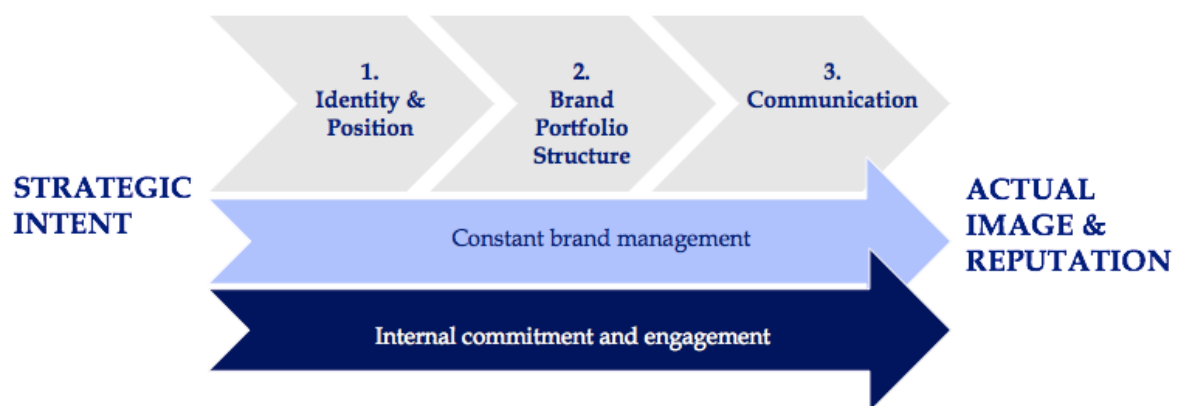 1.
Identity &
Position
2.
Brand
Portfolio
Structure
3.
Communication
STRATEGIC
INTENT
Constant brand management
Internal commitment and engagement
ACTUAL
IMAGE &
REPUTATION